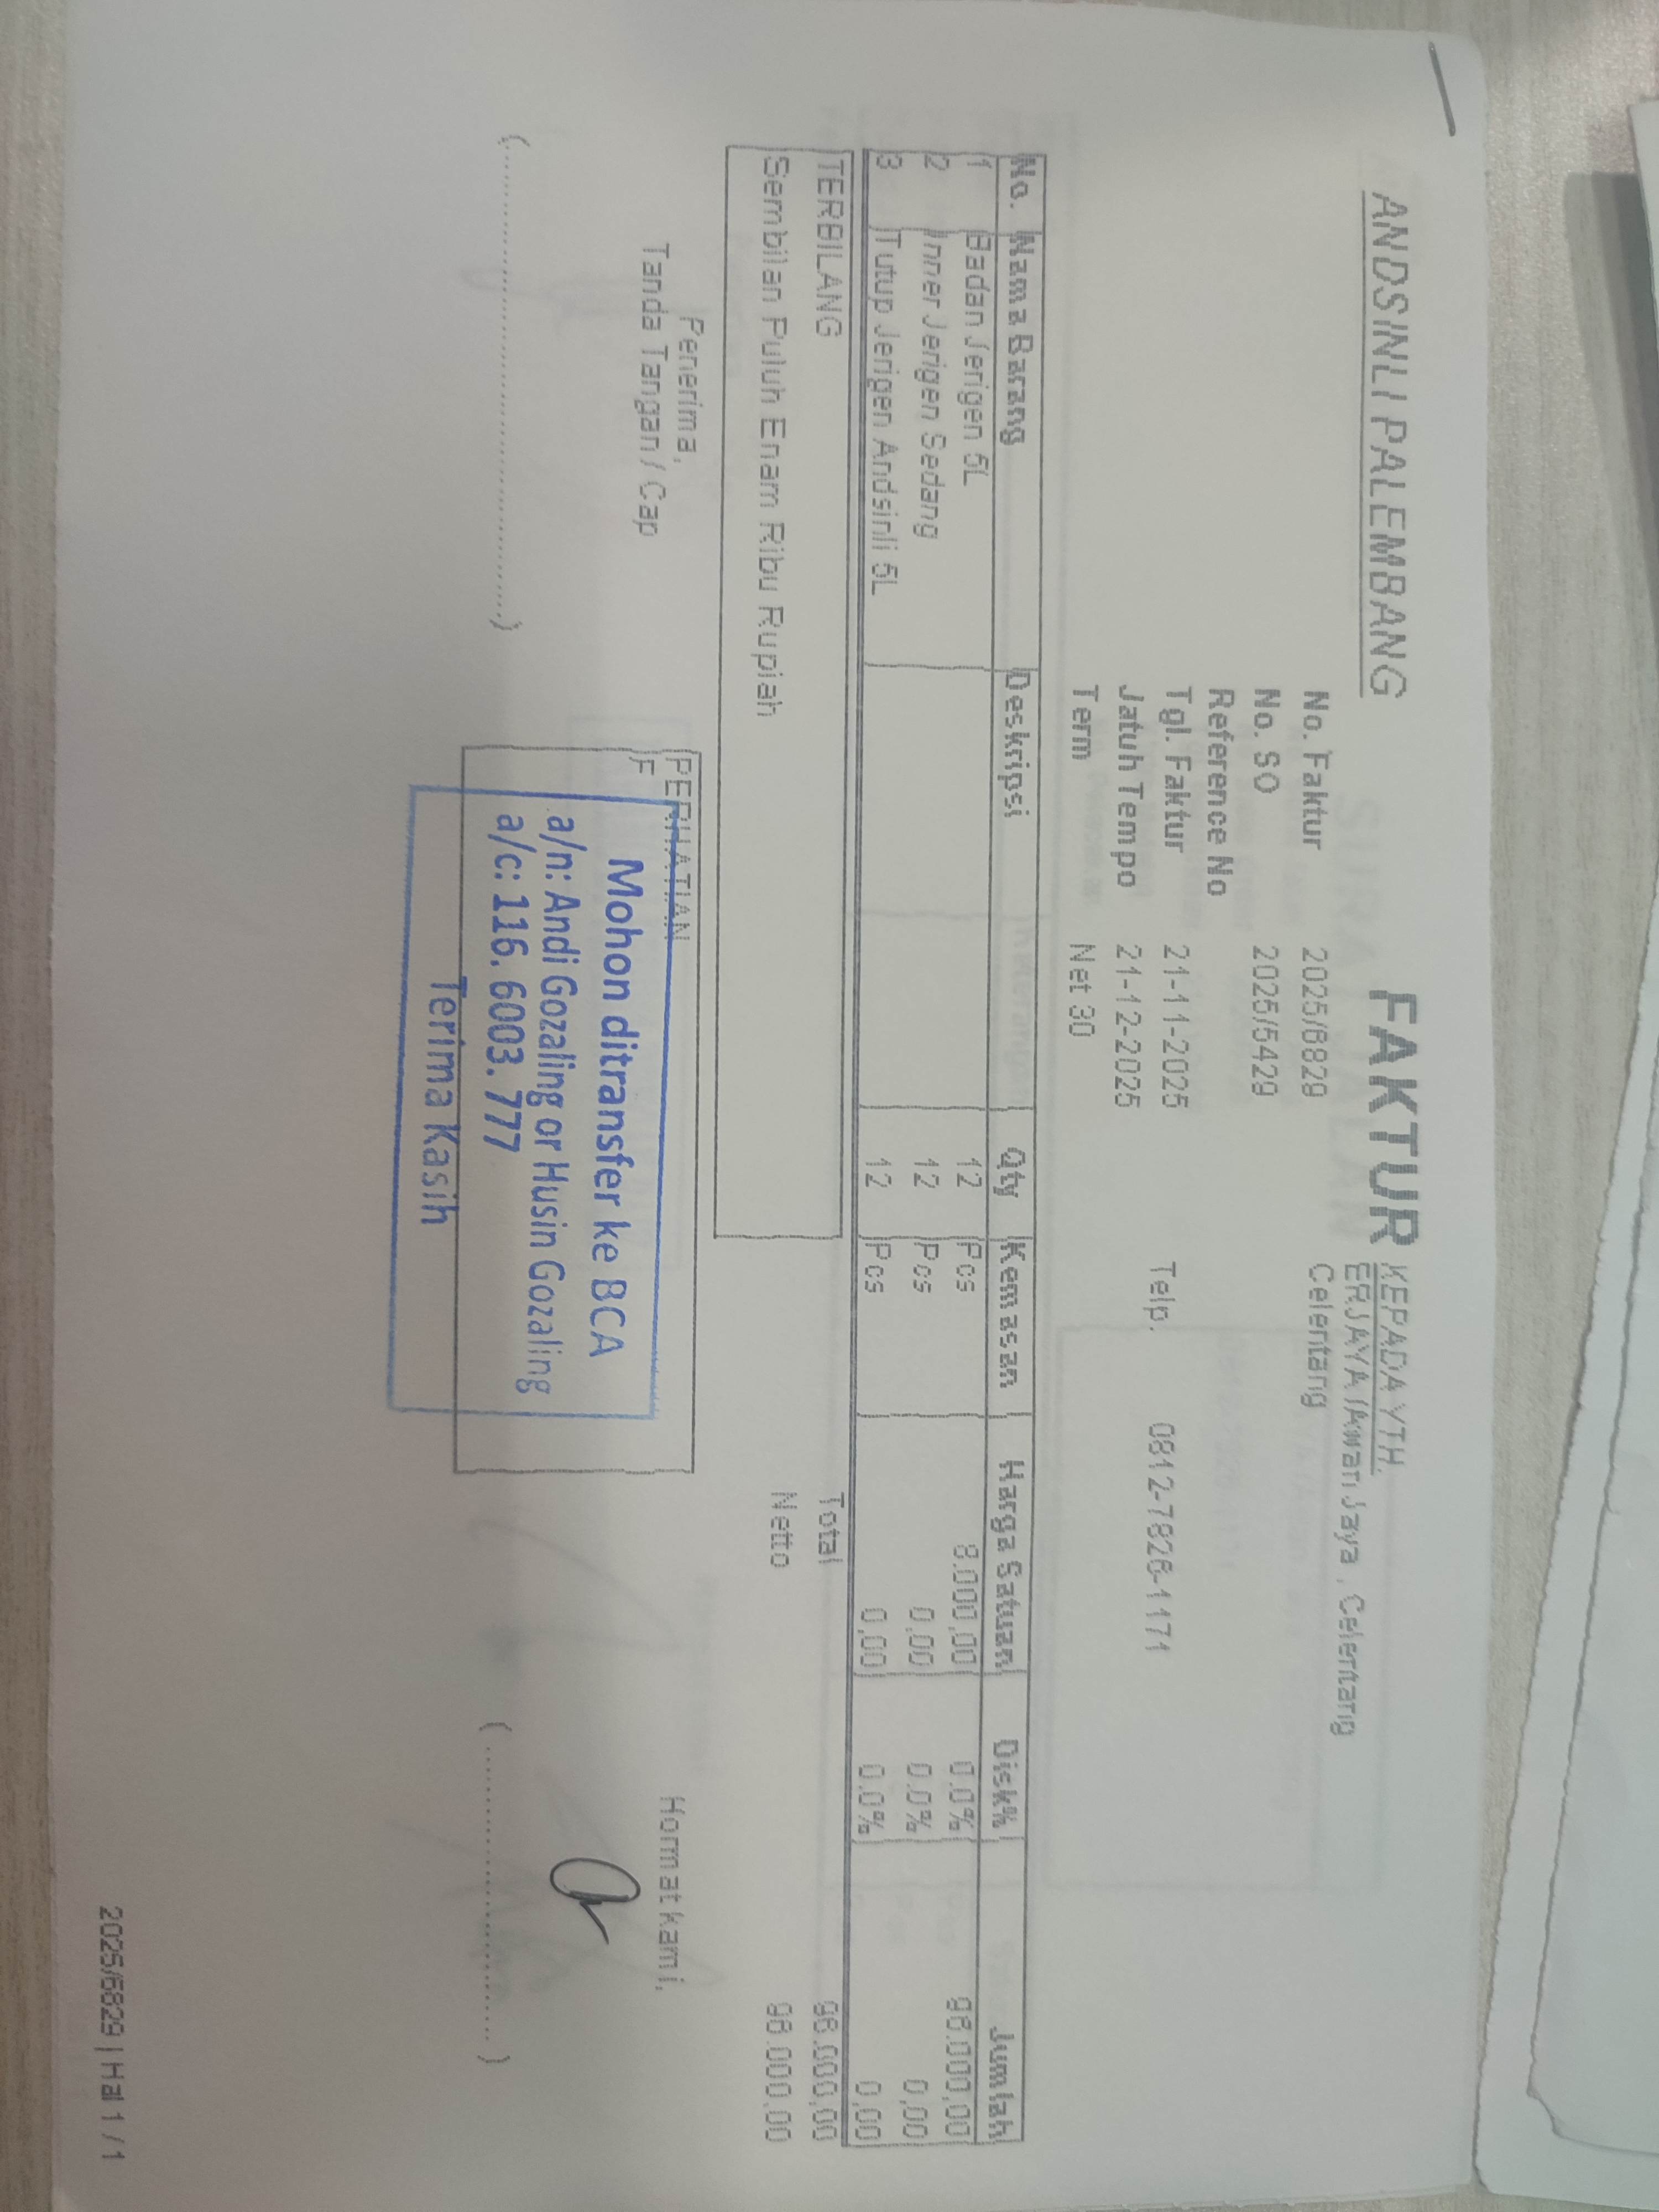 ANDSINLI PALEMBANG
FAKTUR
KEPADA YTH.
ERJAYA (Awan Jaya, Celentang
Celentang
No. Faktur 2025/6829
No. SO 2025/5429
Reference No
Tgl. Faktur 21-11-2025
Telp. 0812-7826-1171
Jatuh Tempo 21-12-2025
Term Net 30
No. Nama Barang Deskripsi Qty Kemasan Harga Satuan Disk% Jumlah
1 Badan Jerigen 5L 12 Pcs 8.000,00 0.0% 96.000,00
2 Inner Jerigen Sedang 12 Pcs 0,00 0.0% 0,00
3 Tutup Jerigen Andsinli 5L 12 Pcs 0,00 0.0% 0,00
TERBILANG
Sembilan Puluh Enam Ribu Rupiah
Total 96.000,00
Netto 96.000,00
Penerima,
Tanda Tangan / Cap
PERHATIAN
F
Mohon ditransfer ke BCA
a/n: Andi Gozaling or Husin Gozaling
a/c: 116. 6003. 777
Terima Kasih
Hormat kami,
(..............................)
( .............................. )
2025/6829 | Hal 1 / 1